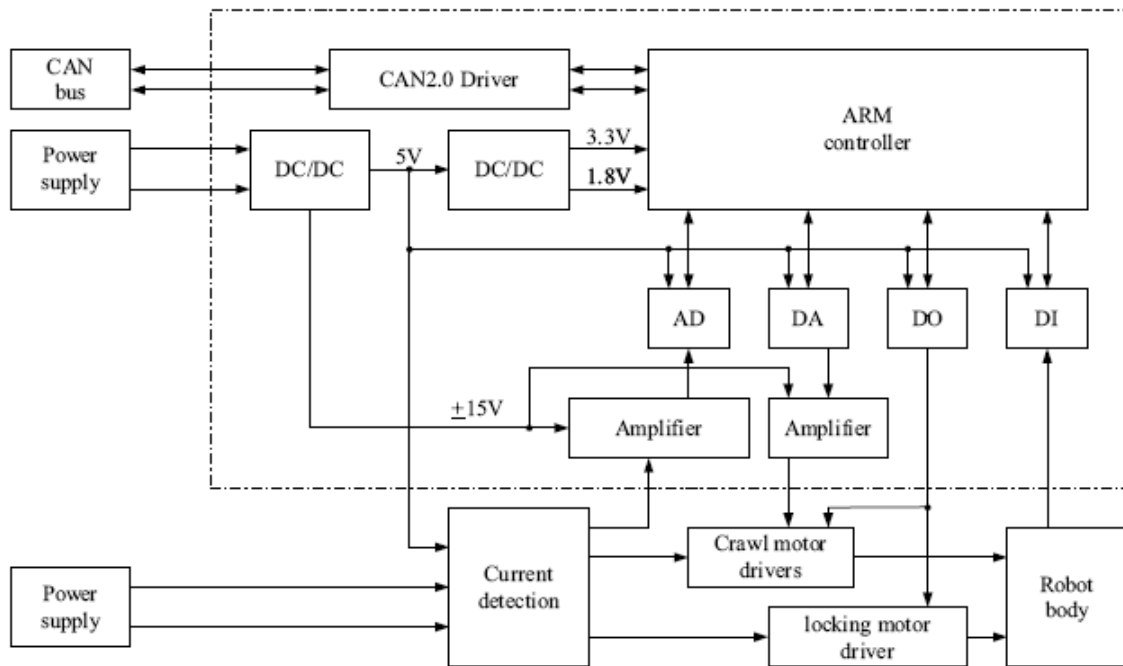 CAN
bus
CAN2.0 Driver
ARM
controller
Power
supply
DC/DC
5V
DC/DC
3.3V
1.8V
AD
DA
DO
DI
±15V
Amplifier
Amplifier
Current
detection
Crawl motor
drivers
Robot
body
Power
supply
locking motor
driver